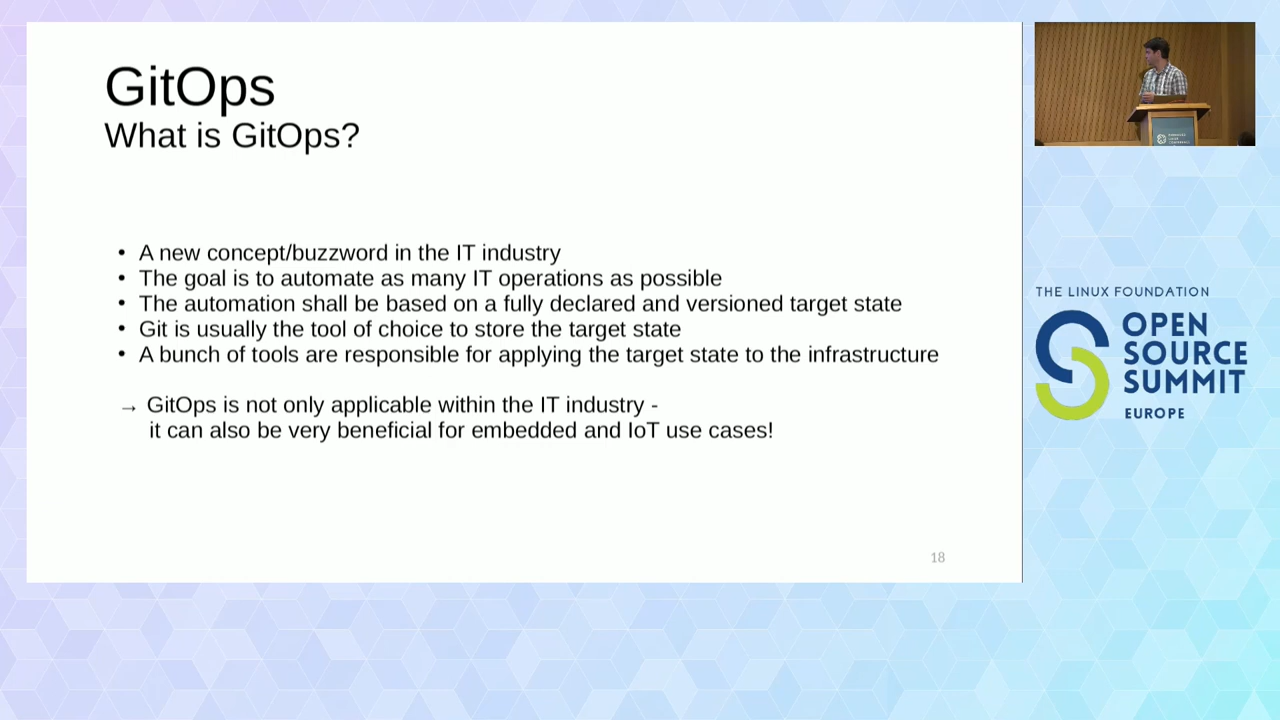 GitOps
What is GitOps?
• A new concept/buzzword in the IT industry
• The goal is to automate as many IT operations as possible
• The automation shall be based on a fully declared and versioned target state
• Git is usually the tool of choice to store the target state
• A bunch of tools are responsible for applying the target state to the infrastructure
→ GitOps is not only applicable within the IT industry -
it can also be very beneficial for embedded and IoT use cases!
18
THE LINUX FOUNDATION
OPEN
SOURCE
SUMMIT
EUROPE